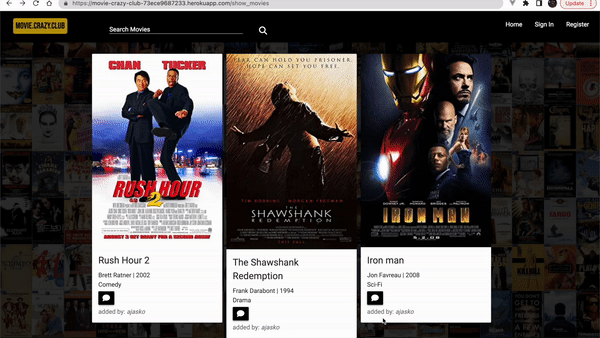 https://movie-crazy-club-73ece9687233.herokuapp.com/show_movies
Update
MOVIE.CRAZY.CLUB
Search Movies
Home
Sign In
Register
CHAN TUCKER
RUSH HOUR
2
FEAR CAN HOLD YOU PRISONER.
HOPE CAN SET YOU FREE.
TIM ROBBINS MORGAN FREEMAN
THE
SHAWSHANK
REDEMPTION
IRON MAN
5.2.08
Rush Hour 2
Brett Ratner | 2002
Comedy
added by: ajasko
The Shawshank
Redemption
Frank Darabont | 1994
Drama
added by: ajasko
Iron man
Jon Favreau | 2008
Sci-Fi
added by: ajasko